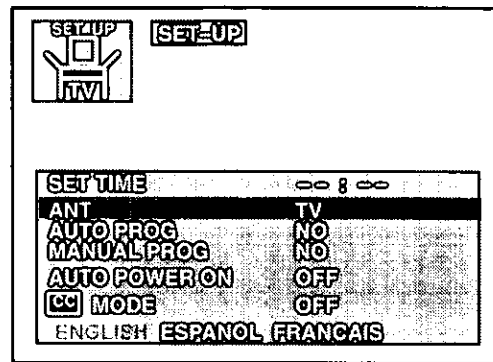 SET-UP
TV
SET-UP
SET TIME --:--
ANT TV
AUTO PROG NO
MANUAL PROG NO
AUTO POWER ON OFF
CC MODE OFF
ENGLISH ESPANOL FRANCAIS